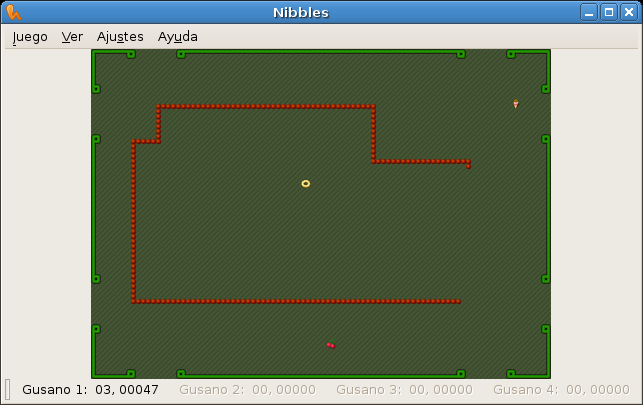 Nibbles
Juego Ver Ajustes Ayuda
Gusano 1: 03, 00047 Gusano 2: 00, 00000 Gusano 3: 00, 00000 Gusano 4: 00, 00000